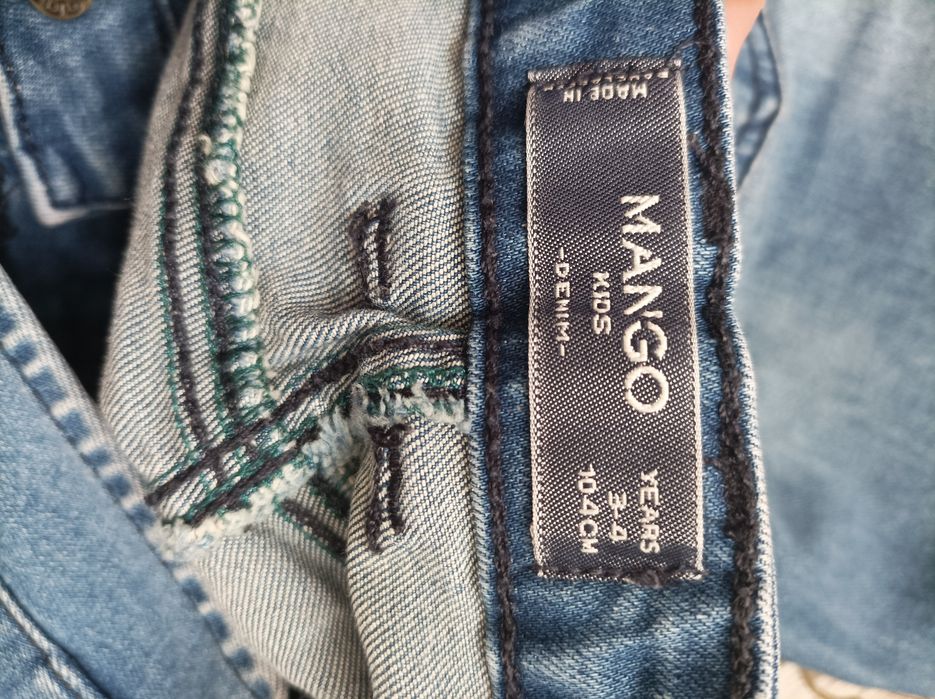 MADE IN
MANGO
KIDS
-DENIM-
YEARS
3-4
104CM